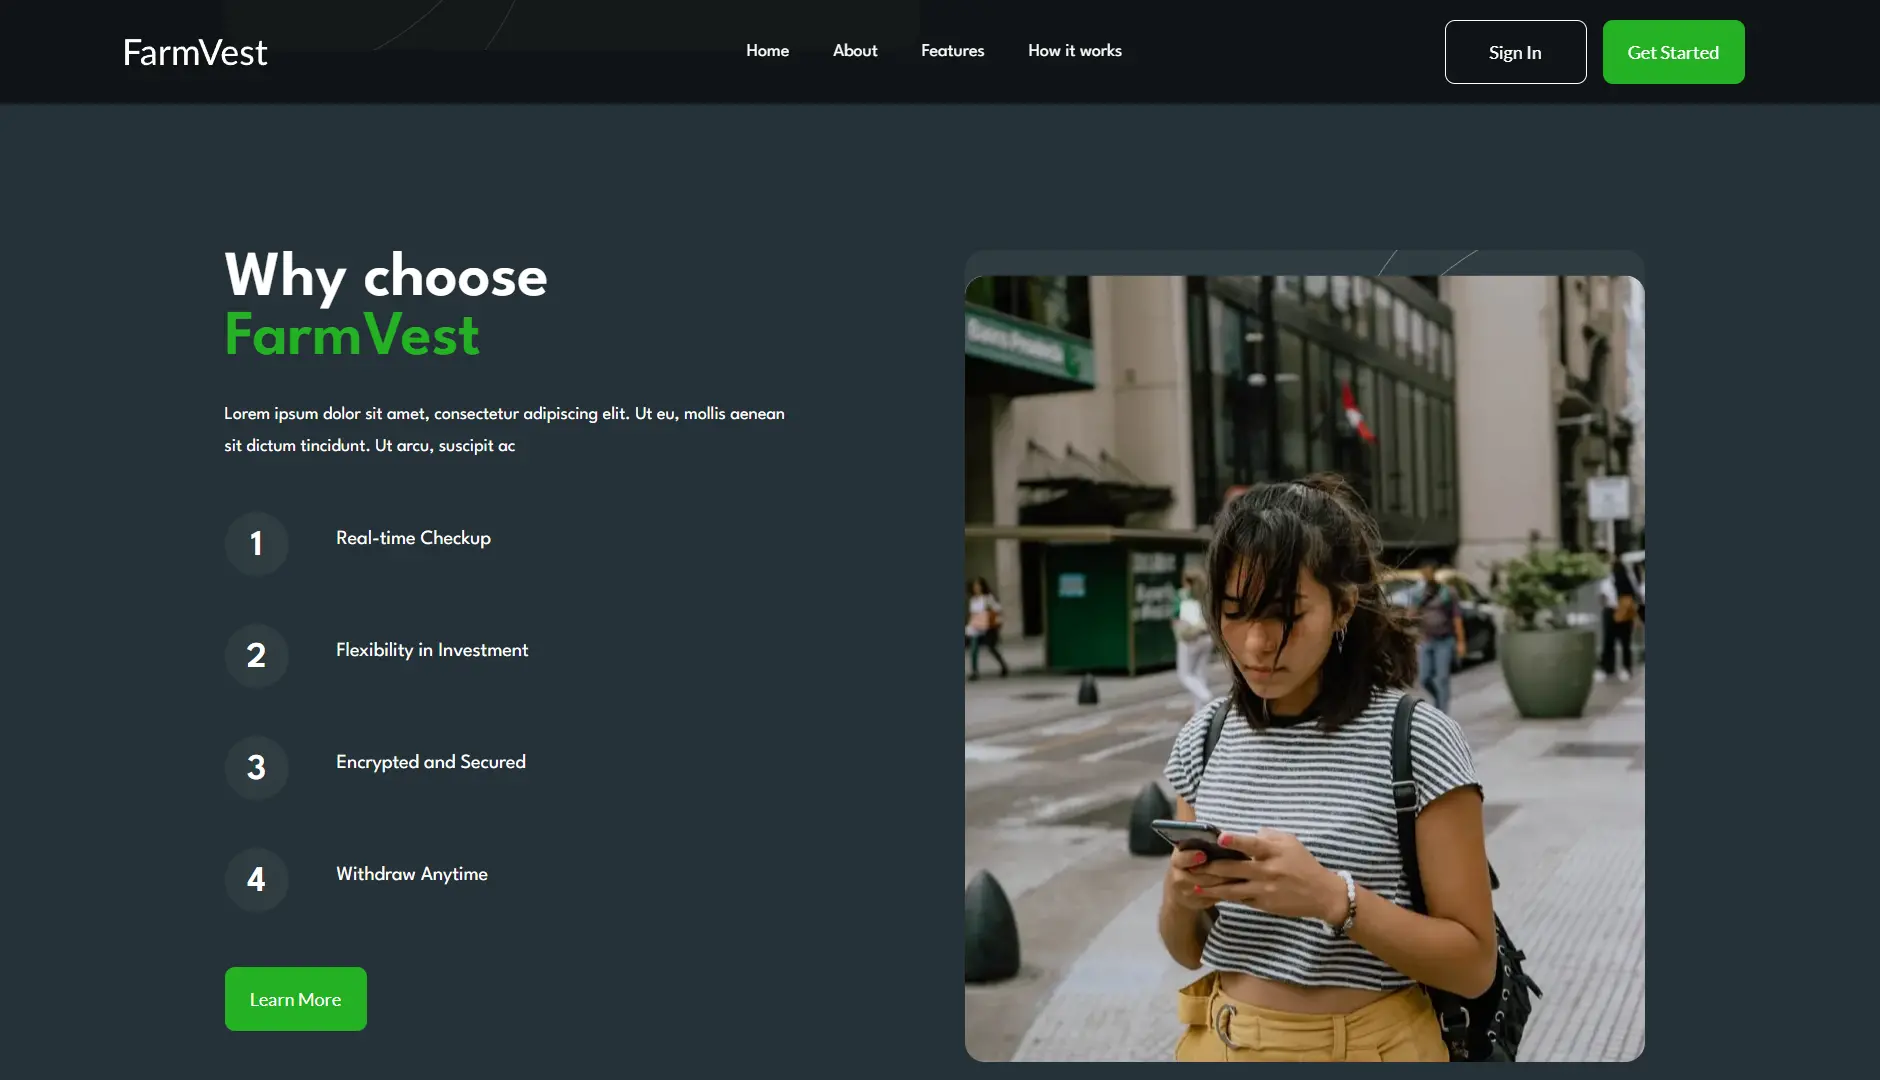 FarmVest
Home About Features How it works
Sign In
Get Started
Why choose
FarmVest
Lorem ipsum dolor sit amet, consectetur adipiscing elit. Ut eu, mollis aenean
sit dictum tincidunt. Ut arcu, suscipit ac
1 Real-time Checkup
2 Flexibility in Investment
3 Encrypted and Secured
4 Withdraw Anytime
Learn More